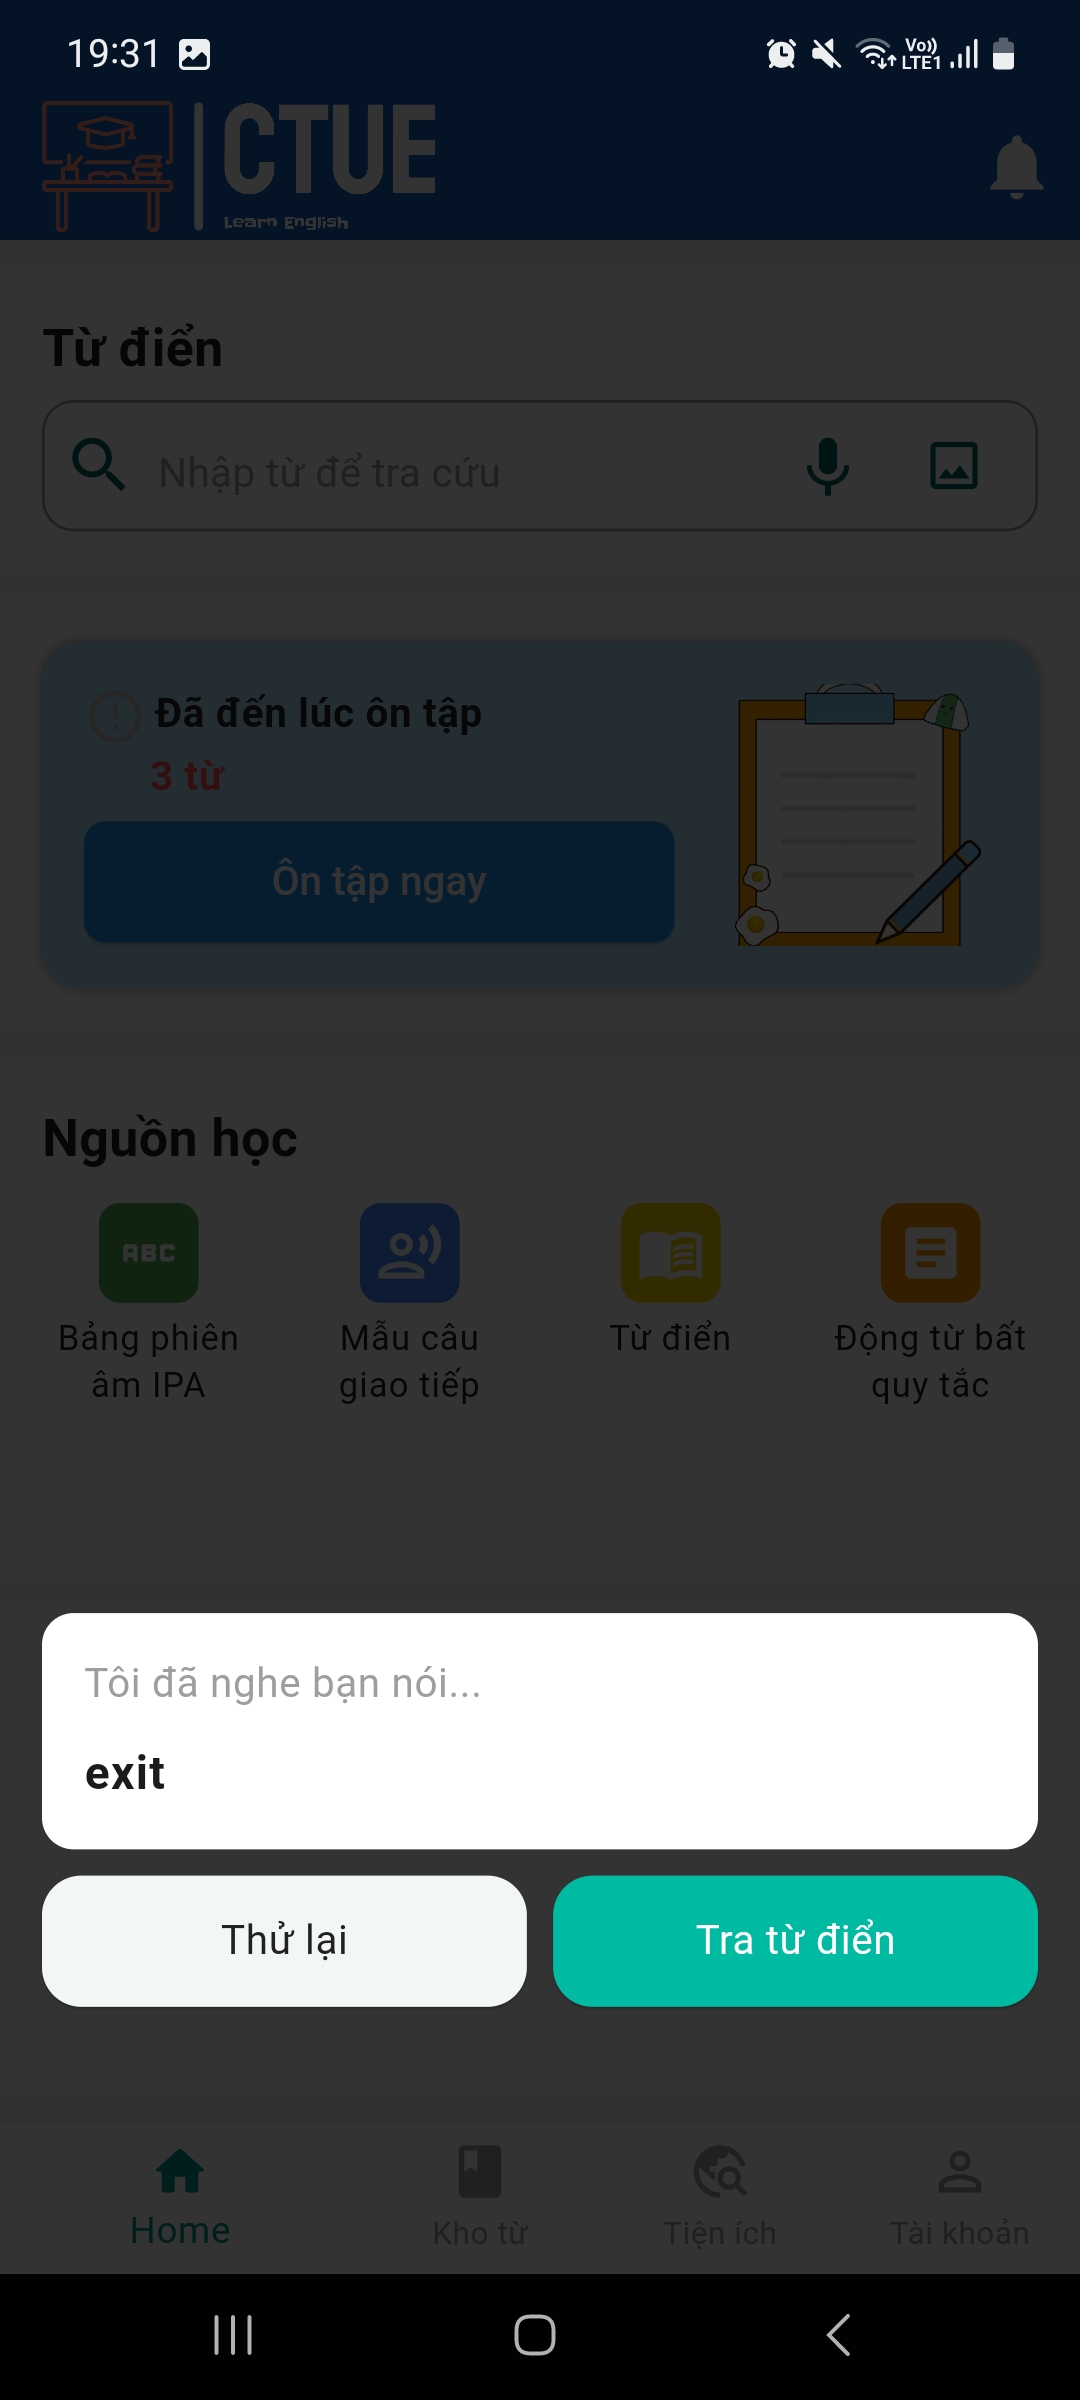 19:31
Vo))
LTE1
CTUE
Learn English
Từ điển
Nhập từ để tra cứu
Đã đến lúc ôn tập
3 từ
Ôn tập ngay
Nguồn học
ABC
Bảng phiên âm IPA
Mẫu câu giao tiếp
Từ điển
Động từ bất quy tắc
Tôi đã nghe bạn nói...
exit
Thử lại
Tra từ điển
Home
Kho từ
Tiện ích
Tài khoản